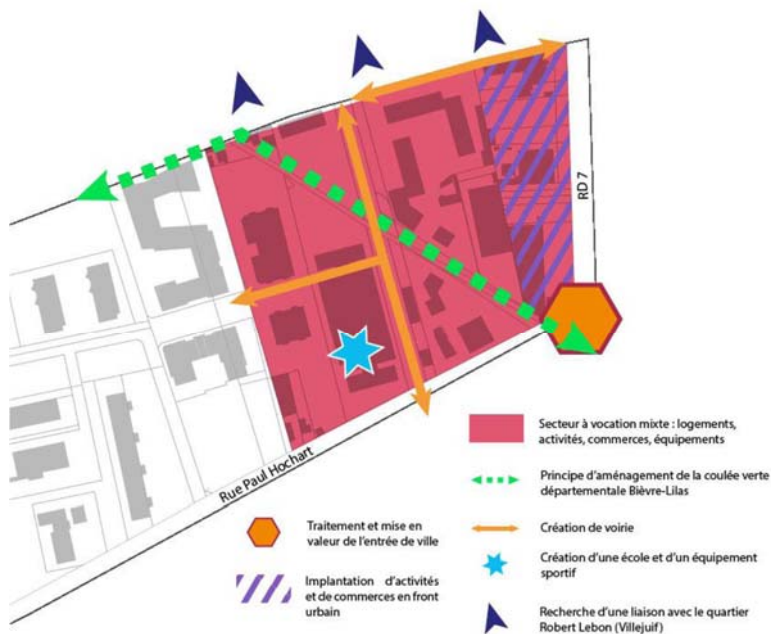 RD 7
Rue Paul Hochart
Secteur à vocation mixte : logements,
activités, commerces, équipements
Principe d'aménagement de la coulée verte
départementale Bièvre-Lilas
Traitement et mise en
valeur de l'entrée de ville
Création de voirie
Création d'une école et d'un équipement
sportif
Implantation d'activités
et de commerces en front
urbain
Recherche d'une liaison avec le quartier
Robert Lebon (Villejuif)